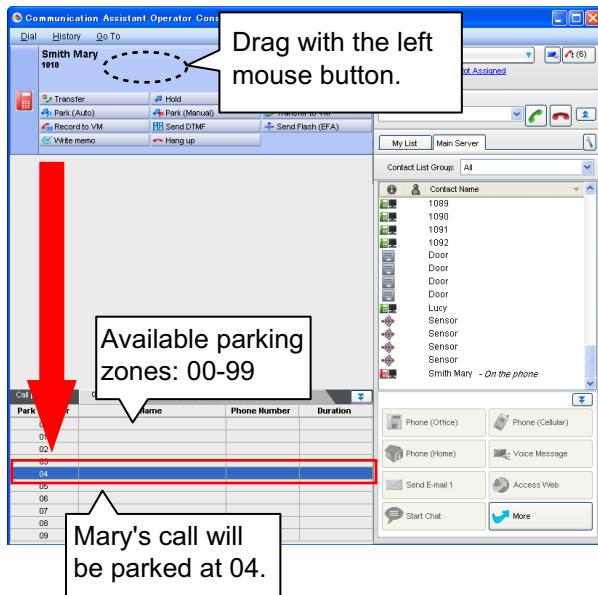 Communication Assistant Operator Cons
Dial History Go To
Smith Mary
1010
Drag with the left
mouse button.
(6)
ot Assigned
Transfer
Hold
Transfer to VM
Park (Auto)
Park (Manual)
Record to VM
Send DTMF
Send Flash (EFA)
Write memo
Hang up
My List Main Server
Contact List Group: All
Contact Name
1089
1090
1091
1092
Door
Door
Door
Door
Lucy
Sensor
Sensor
Sensor
Sensor
Smith Mary - On the phone
Available parking
zones: 00-99
Call
Park Name Phone Number Duration
01
02
03
04
05
06
07
08
09
Mary's call will
be parked at 04.
Phone (Office) Phone (Cellular)
Phone (Home) Voice Message
Send E-mail 1 Access Web
Start Chat More